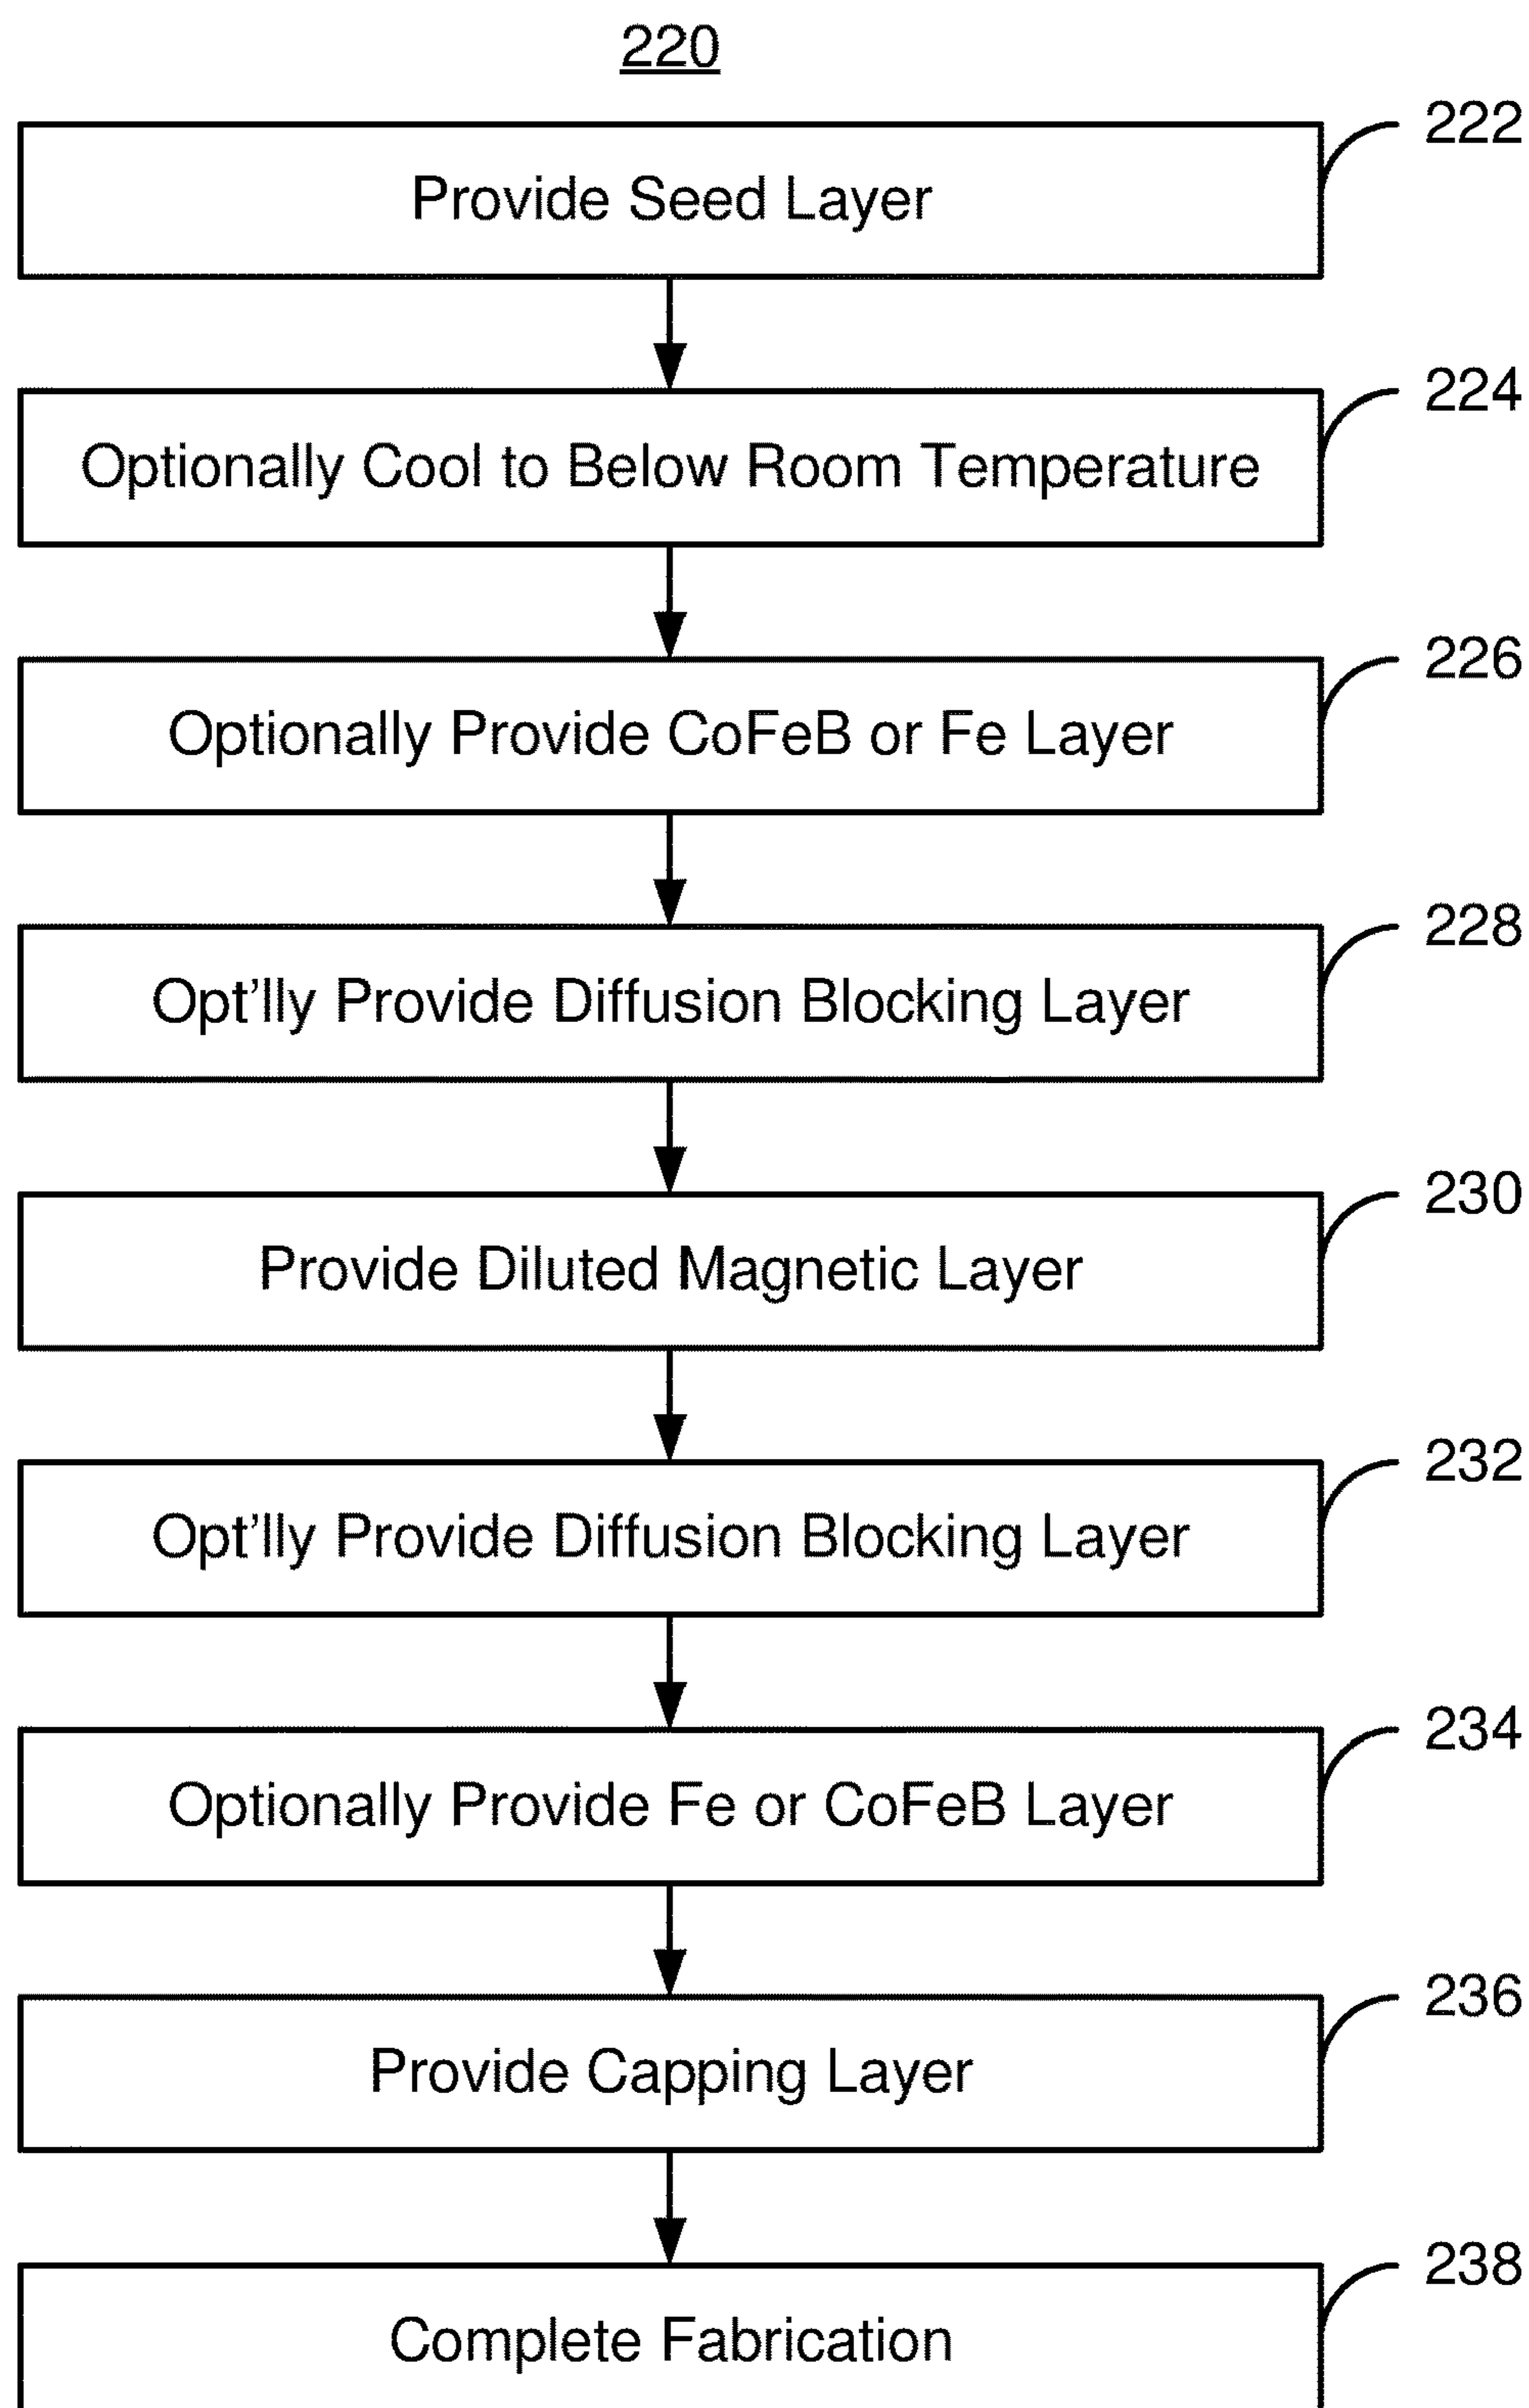 220
222
Provide Seed Layer
224
Optionally Cool to Below Room Temperature
226
Optionally Provide CoFeB or Fe Layer
228
Opt'lly Provide Diffusion Blocking Layer
230
Provide Diluted Magnetic Layer
232
Opt'lly Provide Diffusion Blocking Layer
234
Optionally Provide Fe or CoFeB Layer
236
Provide Capping Layer
238
Complete Fabrication